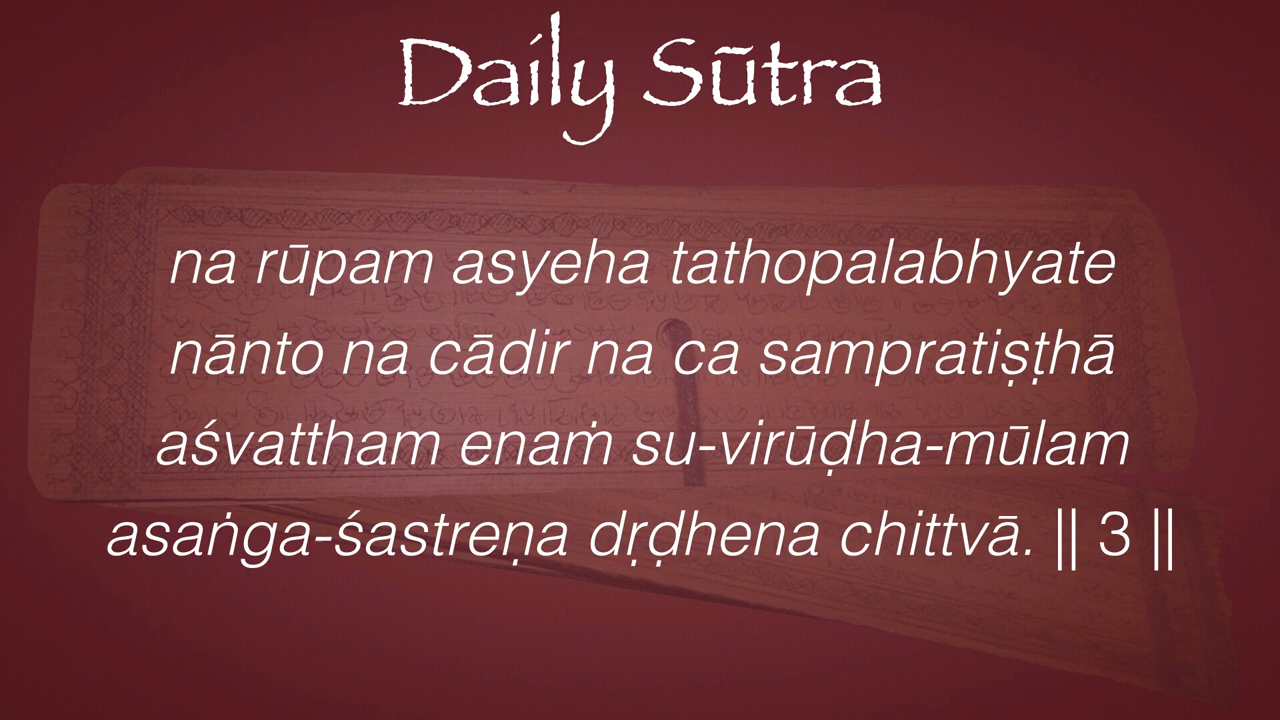 Daily Sūtra
na rūpam asyeha tathopalabhyate
nānto na cādir na ca sampratiṣṭhā
aśvattham enaṁ su-virūḍha-mūlam
asaṅga-śastreṇa dṛḍhena chittvā. || 3 ||